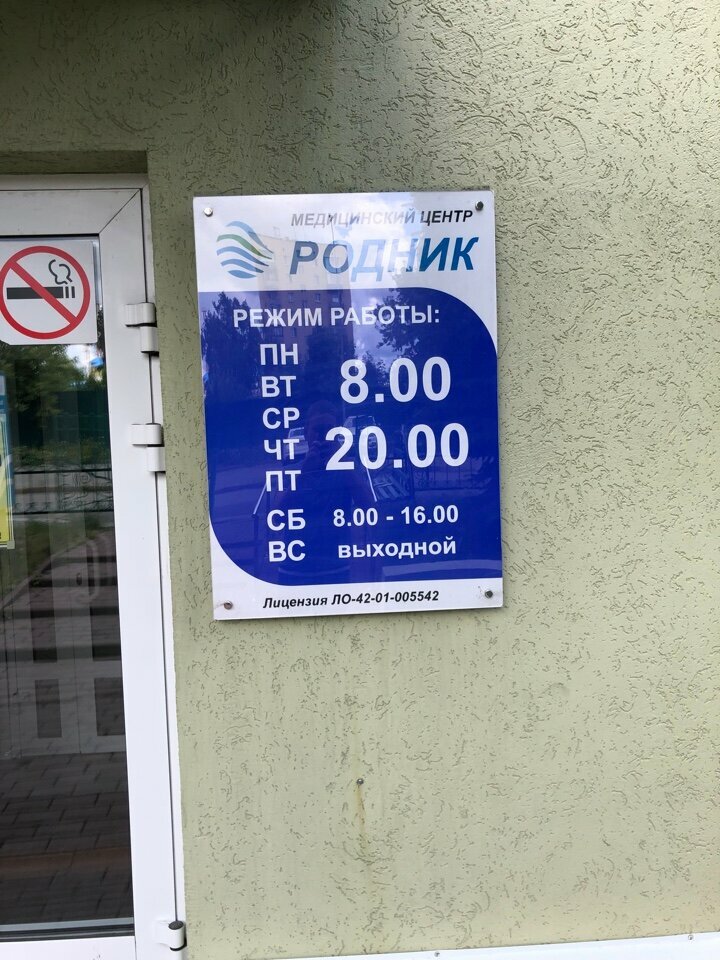 МЕДИЦИНСКИЙ ЦЕНТР
РОДНИК
РЕЖИМ РАБОТЫ:
ПН
ВТ
СР
ЧТ
ПТ
8.00
20.00
СБ 8.00 - 16.00
ВС выходной
Лицензия ЛО-42-01-005542